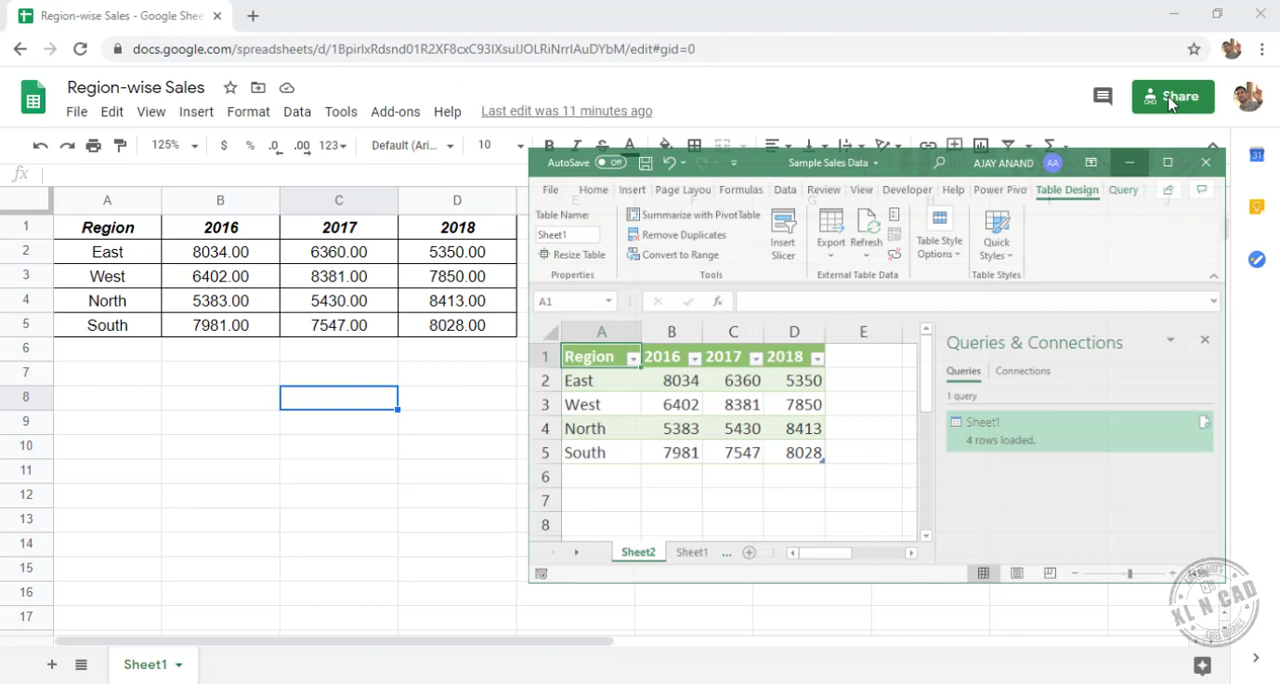 Region-wise Sales - Google Shee
docs.google.com/spreadsheets/d/1BpirIxRdsnd01R2XF8cxC93IXsuIJOLRiNrrIAuDYbM/edit#gid=0
Region-wise Sales
File Edit View Insert Format Data Tools Add-ons Help Last edit was 11 minutes ago
Share
125% $ % .0 .00 123 Default (Ari... 10 B I S A
fx
A B C D
1 Region 2016 2017 2018
2 East 8034.00 6360.00 5350.00
3 West 6402.00 8381.00 7850.00
4 North 5383.00 5430.00 8413.00
5 South 7981.00 7547.00 8028.00
6
7
8
9
10
11
12
13
14
15
16
17
Sheet1
AutoSave Off Sample Sales Data AJAY ANAND AA
File Home Insert Page Layou Formulas Data Review View Developer Help Power Pivo Table Design Query
Table Name:
Sheet1
Resize Table
Properties
Summarize with PivotTable
Remove Duplicates
Convert to Range
Tools
Insert
Slicer
Export Refresh
External Table Data
Table Style
Options
Quick
Styles
Table Styles
A1 fx
A B C D E
1 Region 2016 2017 2018
2 East 8034 6360 5350
3 West 6402 8381 7850
4 North 5383 5430 8413
5 South 7981 7547 8028
6
7
8
Sheet2 Sheet1 ...
Queries & Connections
Queries Connections
1 query
Sheet1
4 rows loaded.
XL N CAD